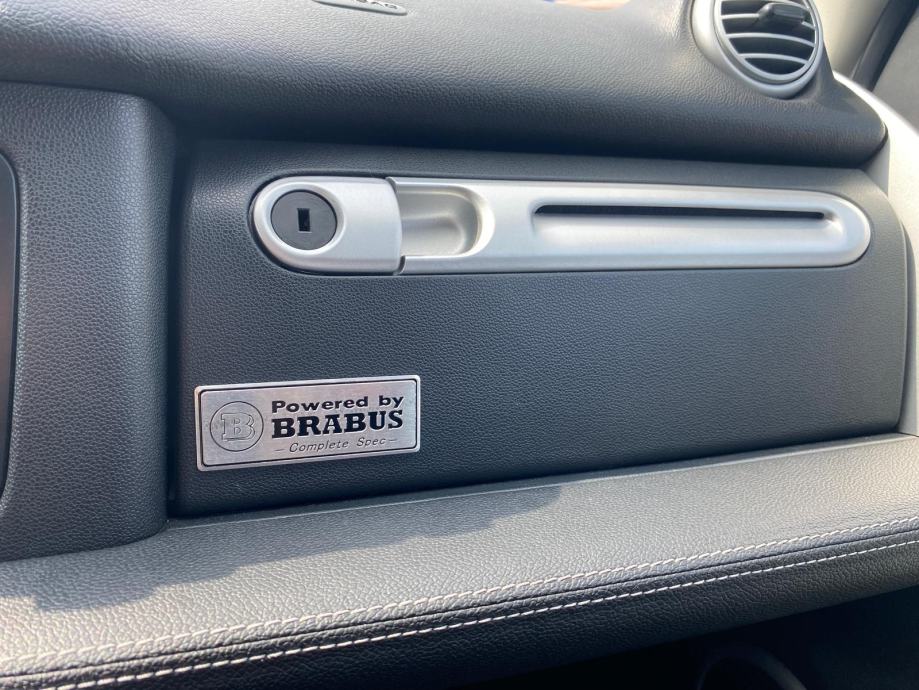 B
Powered by
BRABUS
- Complete Spec -